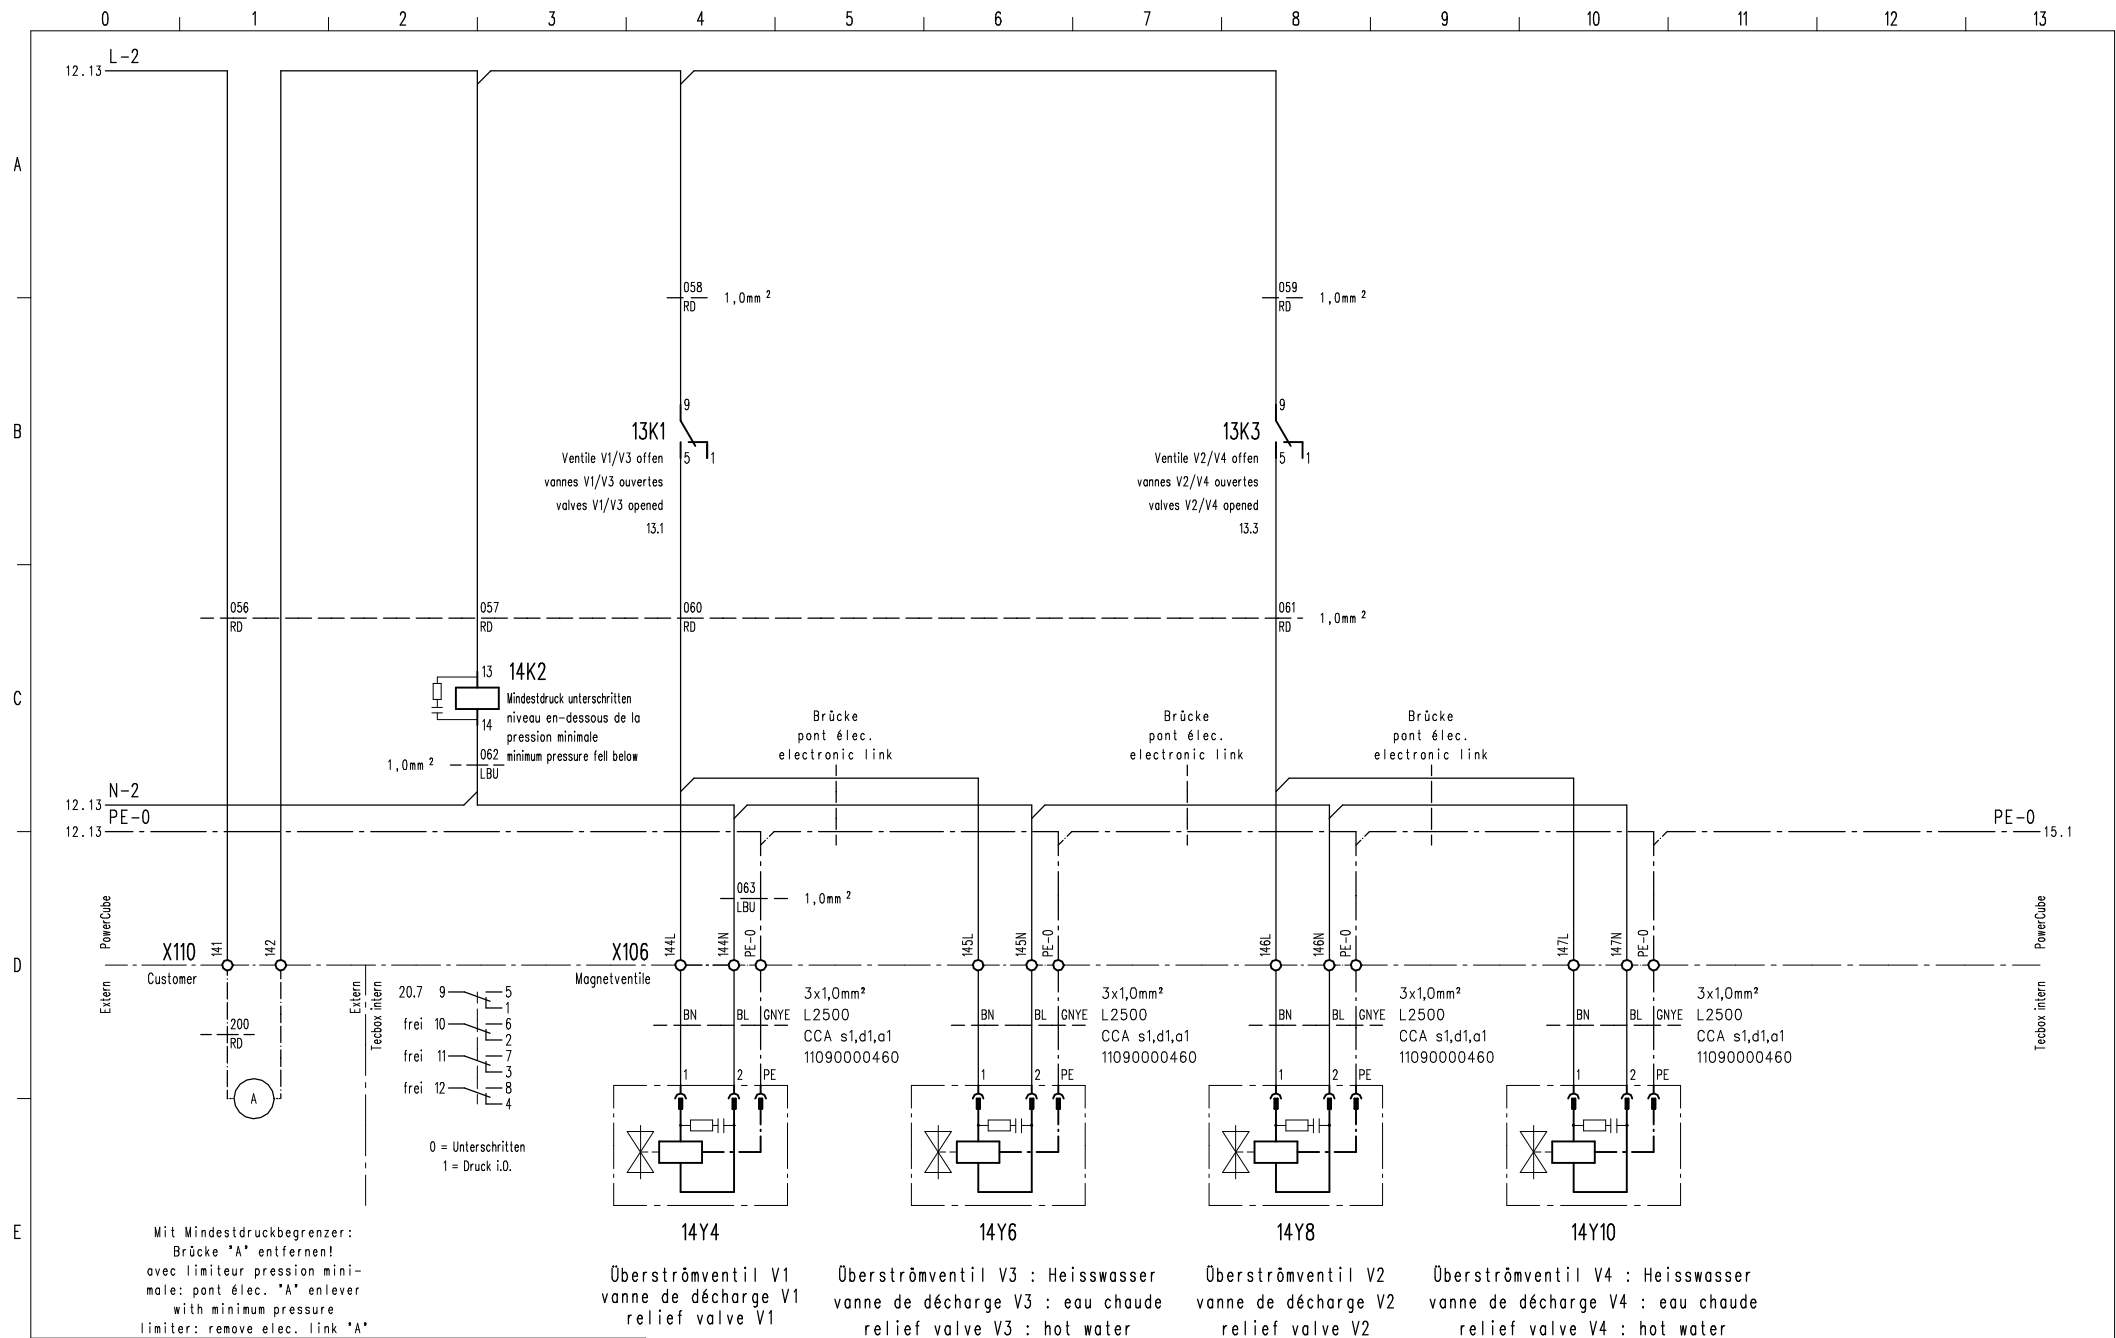 0 1 2 3 4 5 6 7 8 9 10 11 12 13
L-2
12.13
A
058
RD
1,0mm²
059
RD
1,0mm²
B
9
13K1
5 1
Ventile V1/V3 offen
vannes V1/V3 ouvertes
valves V1/V3 opened
13.1
9
13K3
5 1
Ventile V2/V4 offen
vannes V2/V4 ouvertes
valves V2/V4 opened
13.3
056
RD
057
RD
060
RD
061
RD
1,0mm²
C
13
14K2
14
Mindestdruck unterschritten
niveau en-dessous de la
pression minimale
minimum pressure fell below
1,0mm²
062
LBU
Brücke
pont élec.
electronic link
Brücke
pont élec.
electronic link
Brücke
pont élec.
electronic link
N-2
12.13
PE-0
12.13
PE-0
15.1
063
LBU
1,0mm²
D
PowerCube
Extern
X110
Customer
141
142
X106
Magnetventile
144L
144N
PE-0
145L
145N
PE-0
146L
146N
PE-0
147L
147N
PE-0
PowerCube
Tecbox intern
Extern
Tecbox intern
200
RD
A
20.7 9 5
1
frei 10 6
2
frei 11 7
3
frei 12 8
4
0 = Unterschritten
1 = Druck i.O.
BN BL GNYE
3x1,0mm²
L2500
CCA s1,d1,a1
11090000460
1 2 PE
BN BL GNYE
3x1,0mm²
L2500
CCA s1,d1,a1
11090000460
1 2 PE
BN BL GNYE
3x1,0mm²
L2500
CCA s1,d1,a1
11090000460
1 2 PE
BN BL GNYE
3x1,0mm²
L2500
CCA s1,d1,a1
11090000460
1 2 PE
E
Mit Mindestdruckbegrenzer:
Brücke "A" entfernen!
avec limiteur pression mini-
male: pont élec. "A" enlever
with minimum pressure
limiter: remove elec. link "A"
14Y4
Überströmventil V1
vanne de décharge V1
relief valve V1
14Y6
Überströmventil V3 : Heisswasser
vanne de décharge V3 : eau chaude
relief valve V3 : hot water
14Y8
Überströmventil V2
vanne de décharge V2
relief valve V2
14Y10
Überströmventil V4 : Heisswasser
vanne de décharge V4 : eau chaude
relief valve V4 : hot water